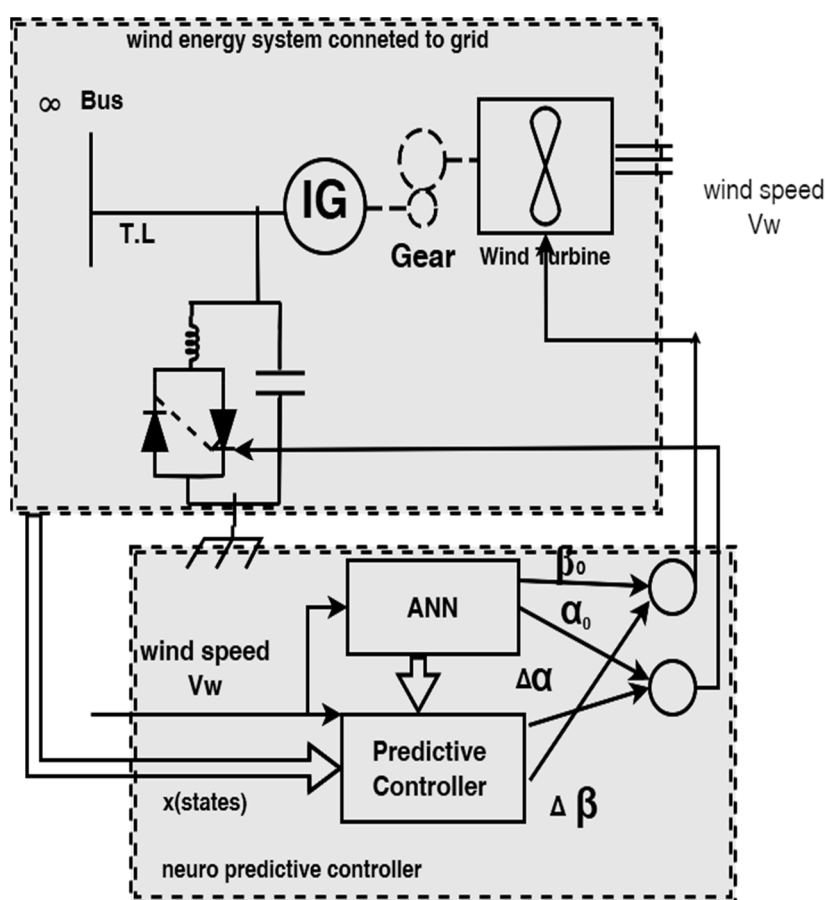 wind energy system conneted to grid
∞ Bus
T.L
IG
Gear
Wind Turbine
wind speed
Vw
ANN
β₀
α₀
wind speed
Vw
Δα
Predictive
Controller
x(states)
Δ β
neuro predictive controller